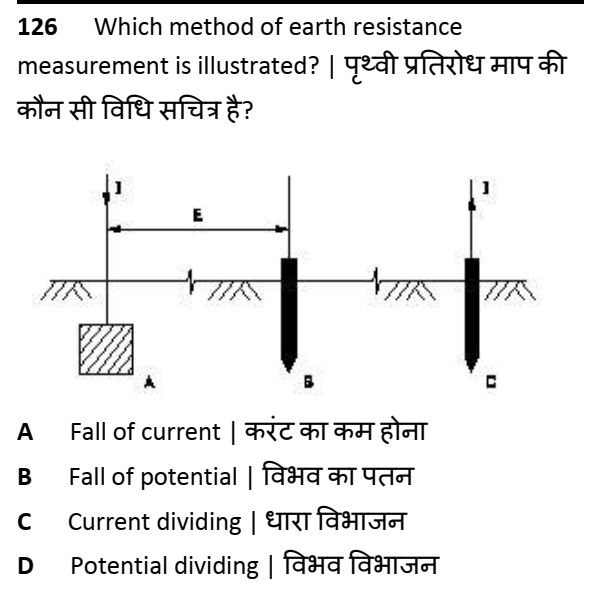 126 Which method of earth resistance
measurement is illustrated? | पृथ्वी प्रतिरोध माप की
कौन सी विधि सचित्र है?
I
I
E
A
B
C
A Fall of current | करंट का कम होना
B Fall of potential | विभव का पतन
C Current dividing | धारा विभाजन
D Potential dividing | विभव विभाजन